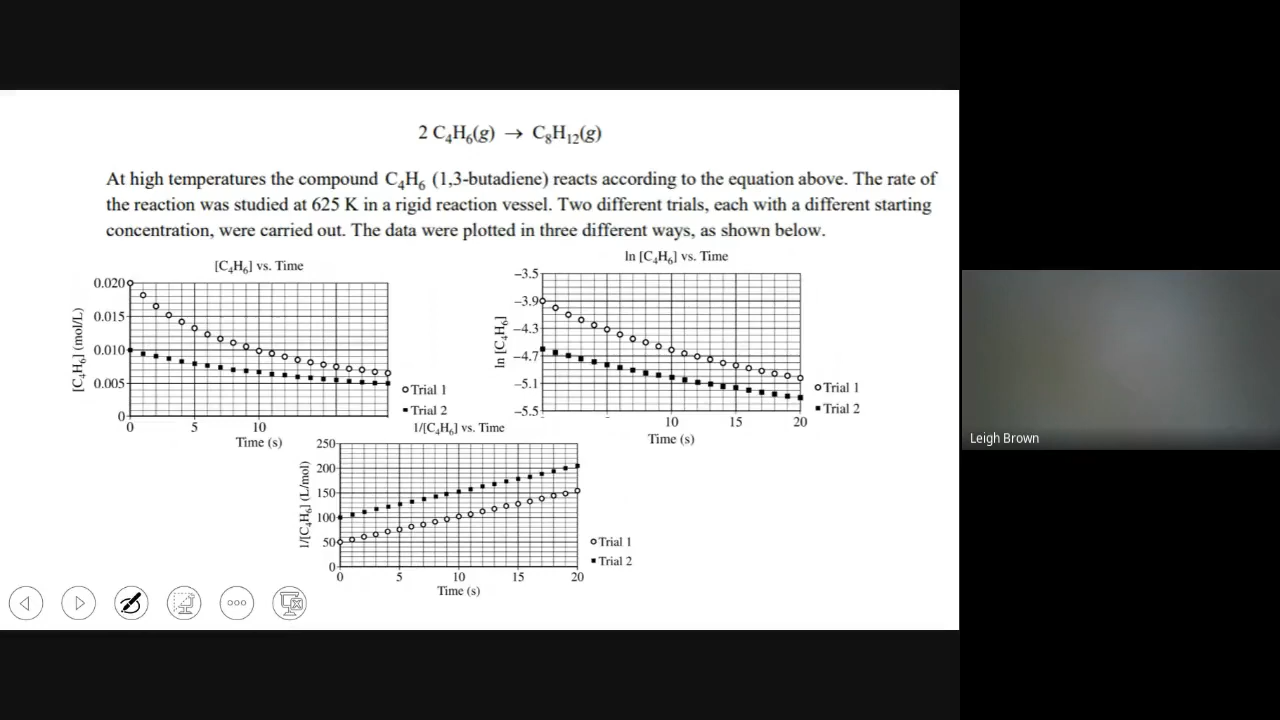 2 C₄H₆(g) → C₈H₁₂(g)
At high temperatures the compound C₄H₆ (1,3-butadiene) reacts according to the equation above. The rate of
the reaction was studied at 625 K in a rigid reaction vessel. Two different trials, each with a different starting
concentration, were carried out. The data were plotted in three different ways, as shown below.
[C₄H₆] vs. Time
0.020
0.015
0.010
0.005
0
[C₄H₆] (mol/L)
0 5 10
Time (s)
Trial 1
Trial 2
ln [C₄H₆] vs. Time
−3.5
−3.9
−4.3
−4.7
−5.1
−5.5
ln [C₄H₆]
10 15 20
Time (s)
Trial 1
Trial 2
1/[C₄H₆] vs. Time
250
200
150
100
50
0
1/[C₄H₆] (L/mol)
0 5 10 15 20
Time (s)
Trial 1
Trial 2
Leigh Brown